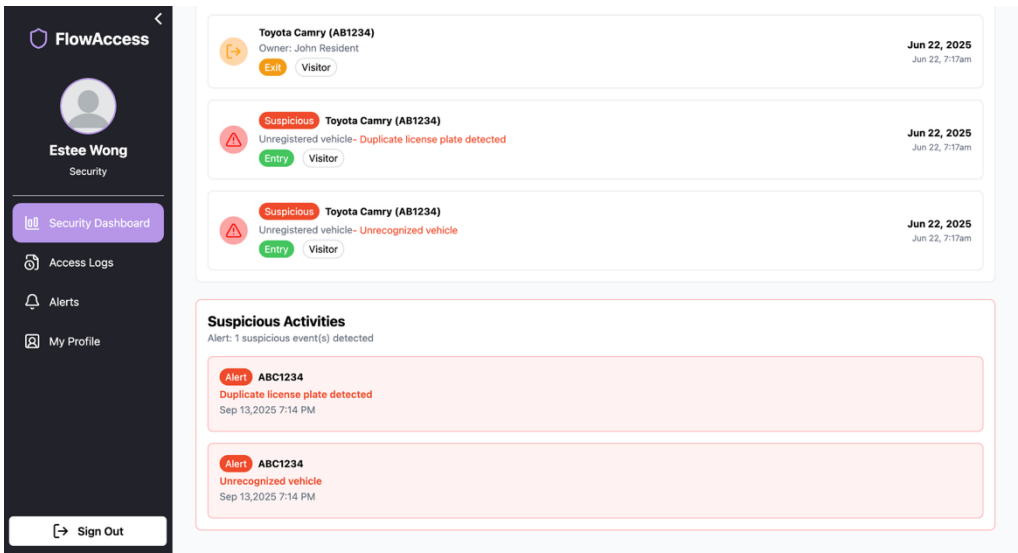 FlowAccess
Estee Wong
Security
Security Dashboard
Access Logs
Alerts
My Profile
Sign Out
Toyota Camry (AB1234)
Owner: John Resident
Exit Visitor
Jun 22, 2025
Jun 22, 7:17am
Suspicious Toyota Camry (AB1234)
Unregistered vehicle- Duplicate license plate detected
Entry Visitor
Jun 22, 2025
Jun 22, 7:17am
Suspicious Toyota Camry (AB1234)
Unregistered vehicle- Unrecognized vehicle
Entry Visitor
Jun 22, 2025
Jun 22, 7:17am
Suspicious Activities
Alert: 1 suspicious event(s) detected
Alert ABC1234
Duplicate license plate detected
Sep 13,2025 7:14 PM
Alert ABC1234
Unrecognized vehicle
Sep 13,2025 7:14 PM